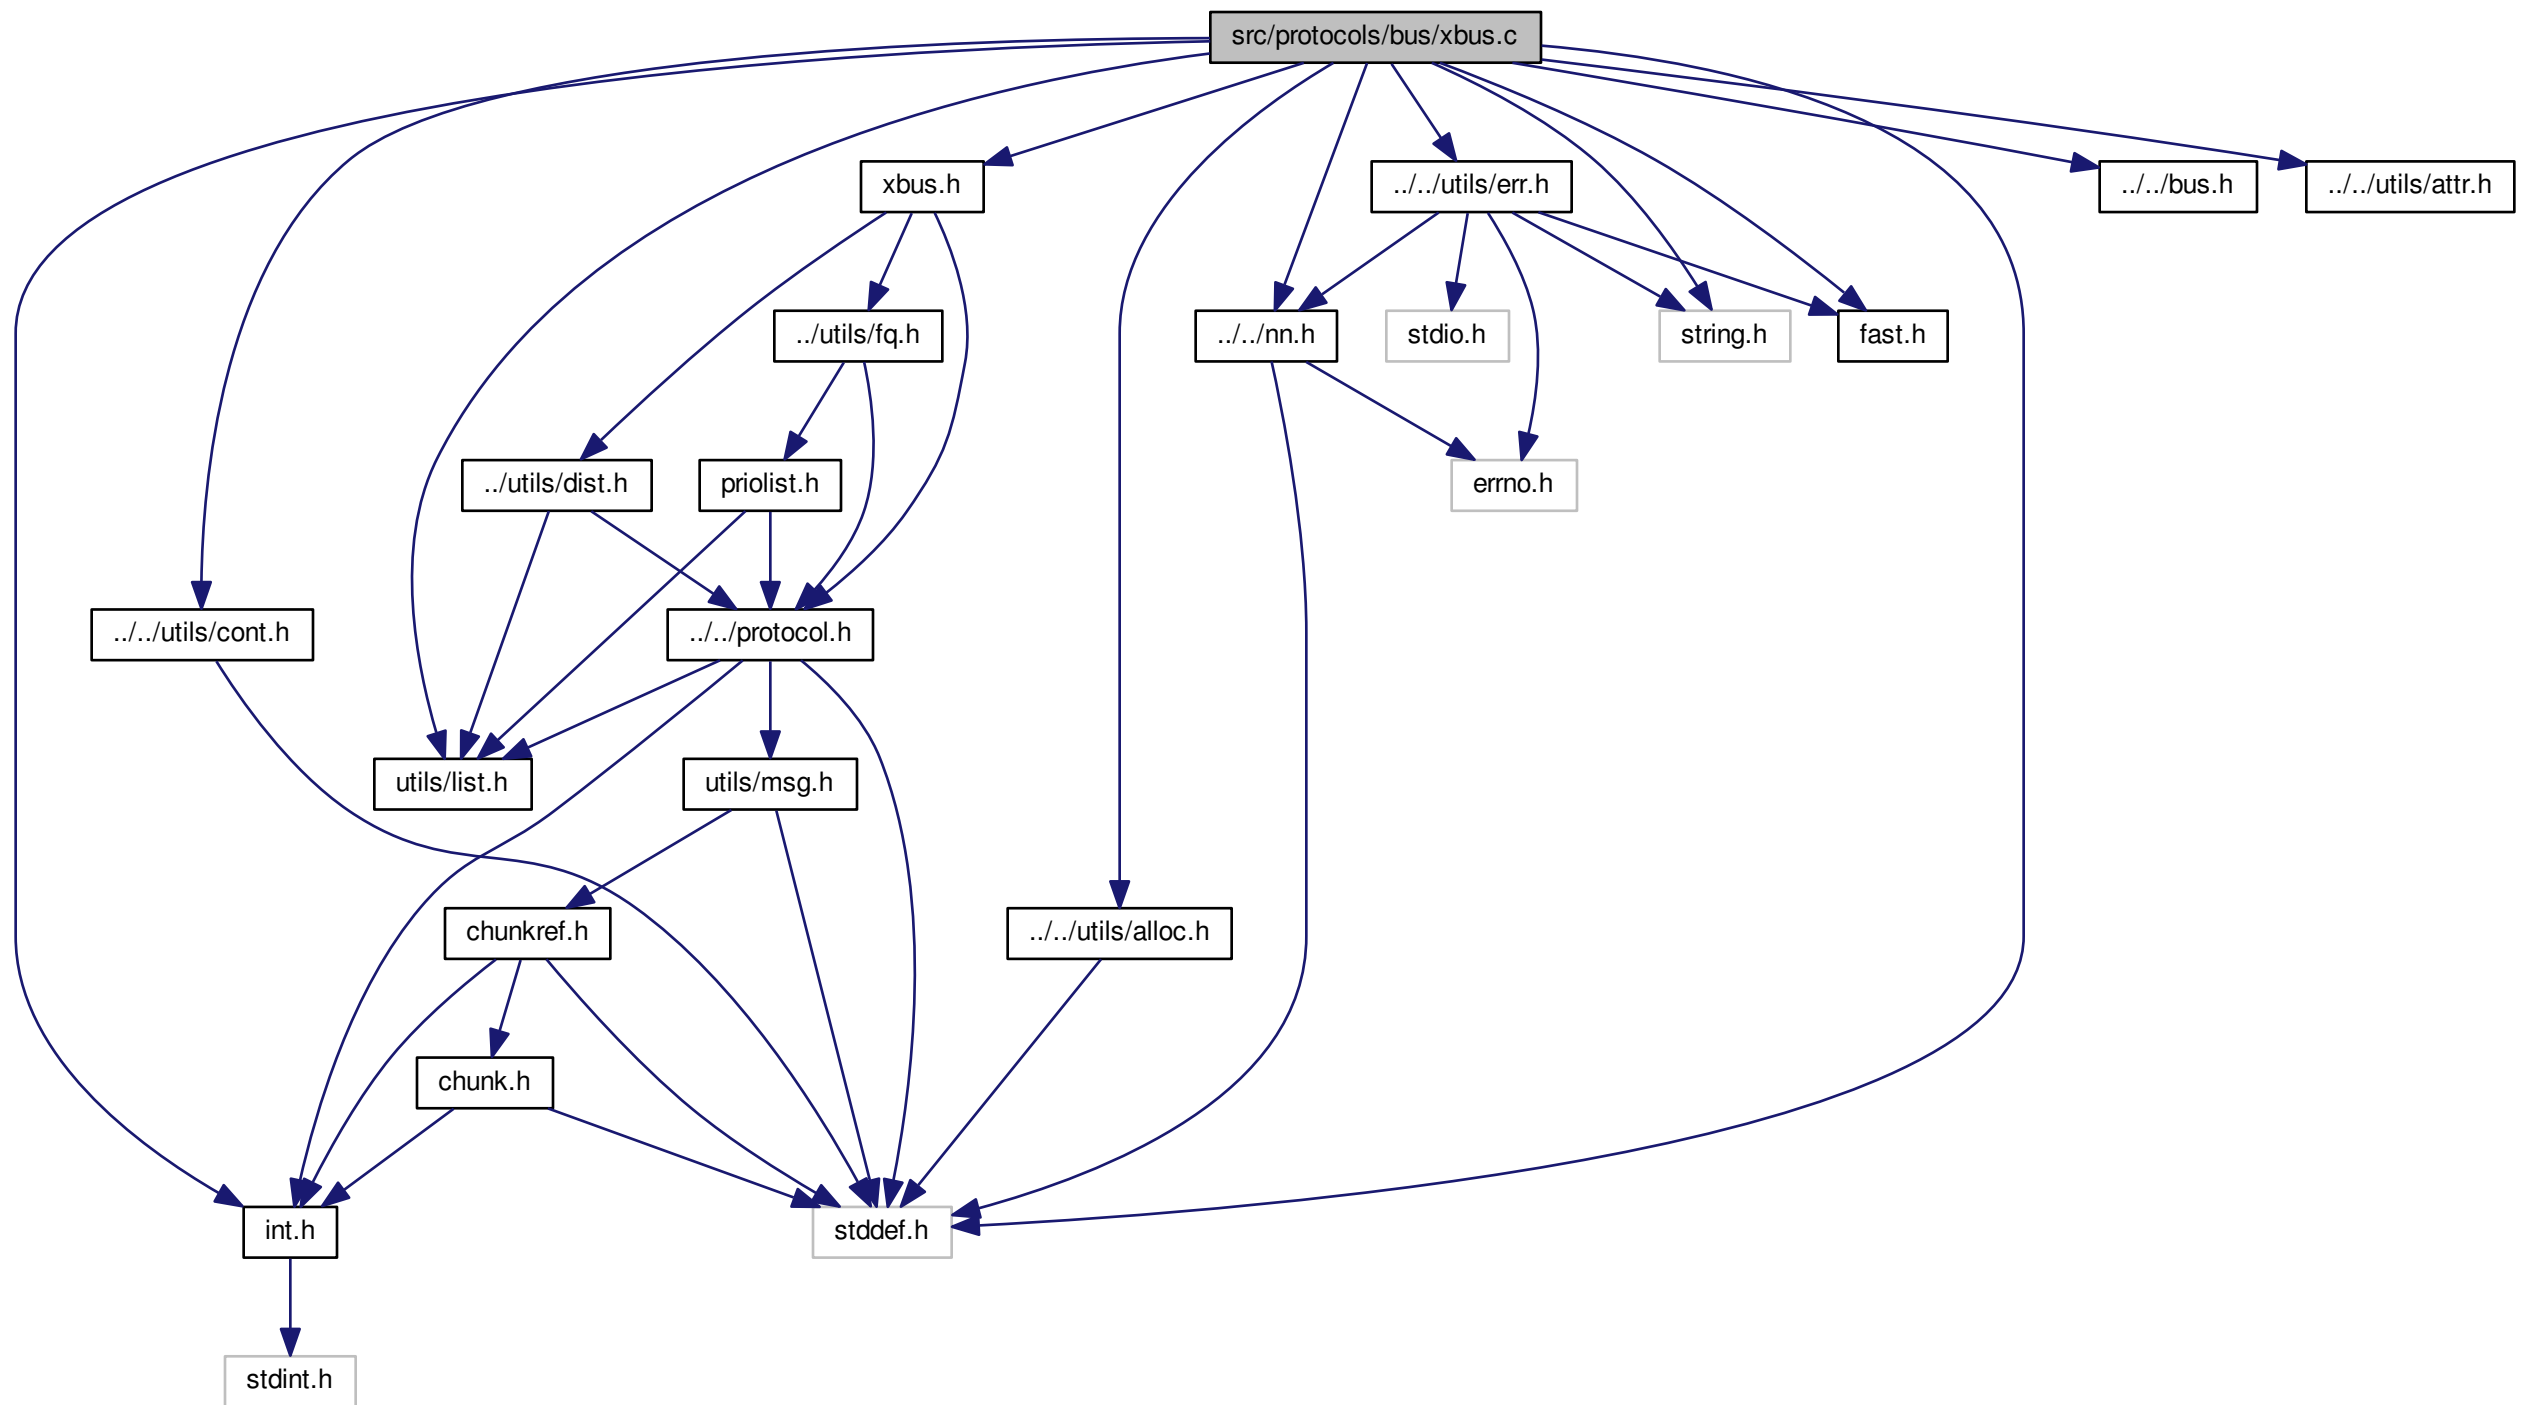 src/protocols/bus/xbus.c
xbus.h
../../utils/err.h
../../bus.h
../../utils/attr.h
../utils/fq.h
../../nn.h
stdio.h
string.h
fast.h
../utils/dist.h
priolist.h
errno.h
../../utils/cont.h
../../protocol.h
utils/list.h
utils/msg.h
chunkref.h
../../utils/alloc.h
chunk.h
int.h
stddef.h
stdint.h